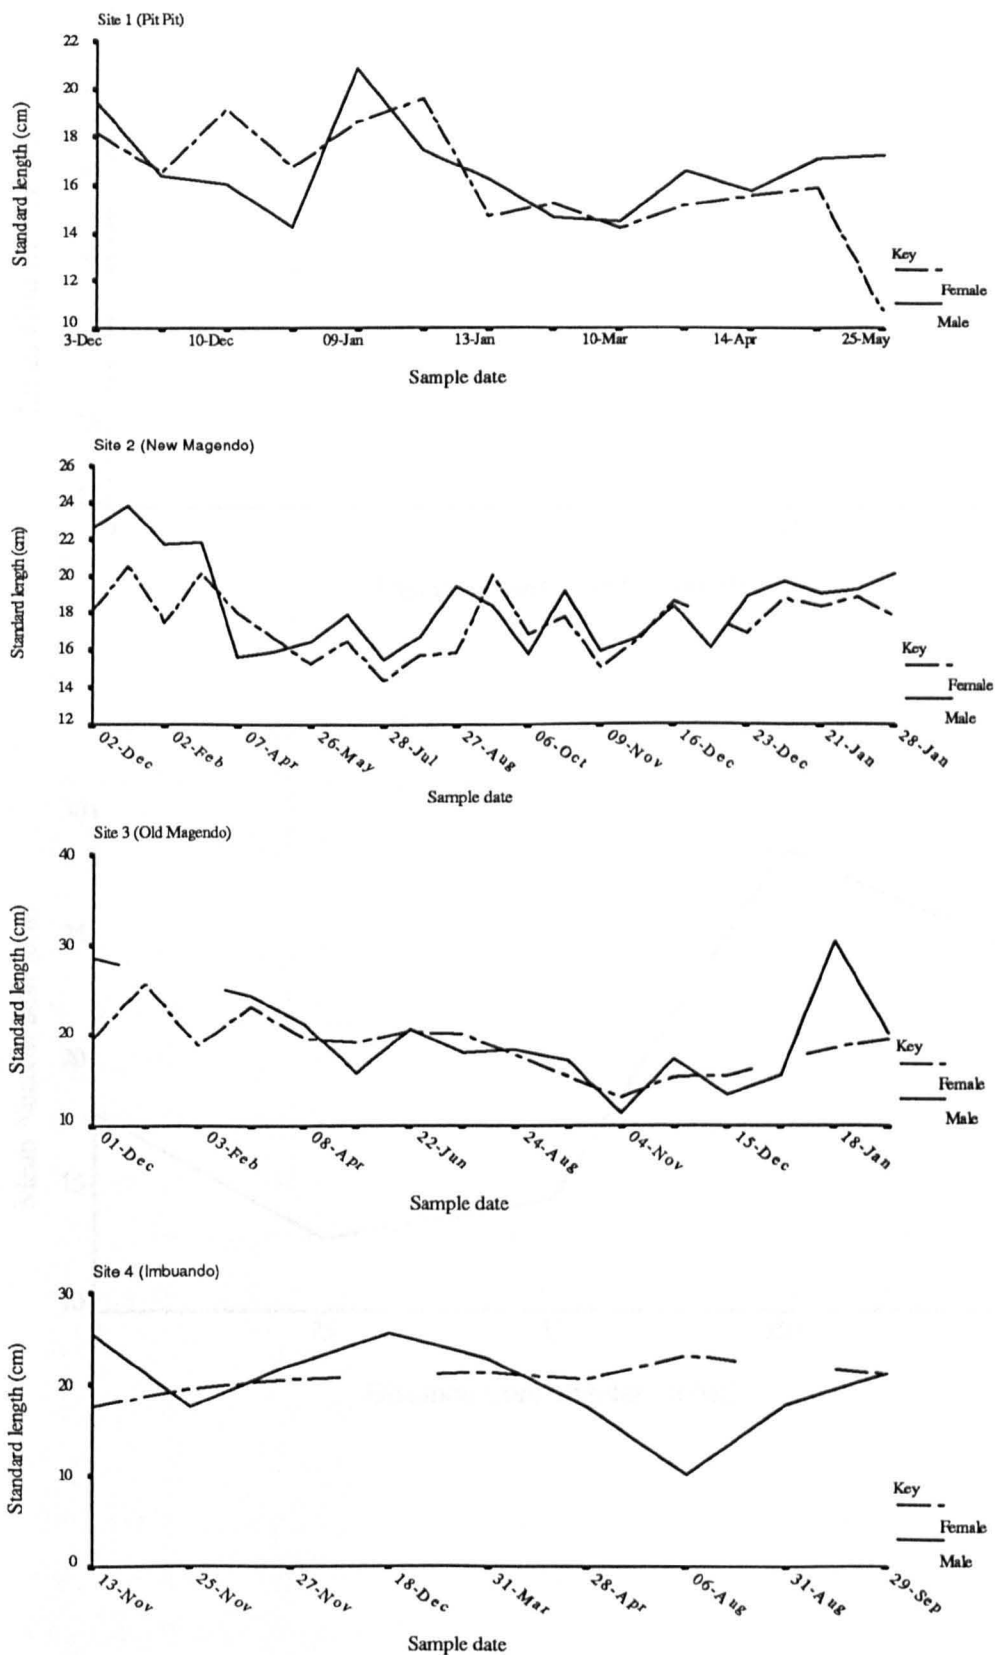 Site 1 (Pit Pit)
22
20
18
16
14
12
10
Standard length (cm)
3-Dec 10-Dec 09-Jan 13-Jan 10-Mar 14-Apr 25-May
Sample date
Key
Female
Male
Site 2 (New Magendo)
26
24
22
20
18
16
14
12
Standard length (cm)
02-Dec 02-Feb 07-Apr 26-May 28-Jul 27-Aug 06-Oct 09-Nov 16-Dec 23-Dec 21-Jan 28-Jan
Sample date
Key
Female
Male
Site 3 (Old Magendo)
40
30
20
10
Standard length (cm)
01-Dec 03-Feb 08-Apr 22-Jun 24-Aug 04-Nov 15-Dec 18-Jan
Sample date
Key
Female
Male
Site 4 (Imbuando)
30
20
10
0
Standard length (cm)
13-Nov 25-Nov 27-Nov 18-Dec 31-Mar 28-Apr 06-Aug 31-Aug 29-Sep
Sample date
Key
Female
Male